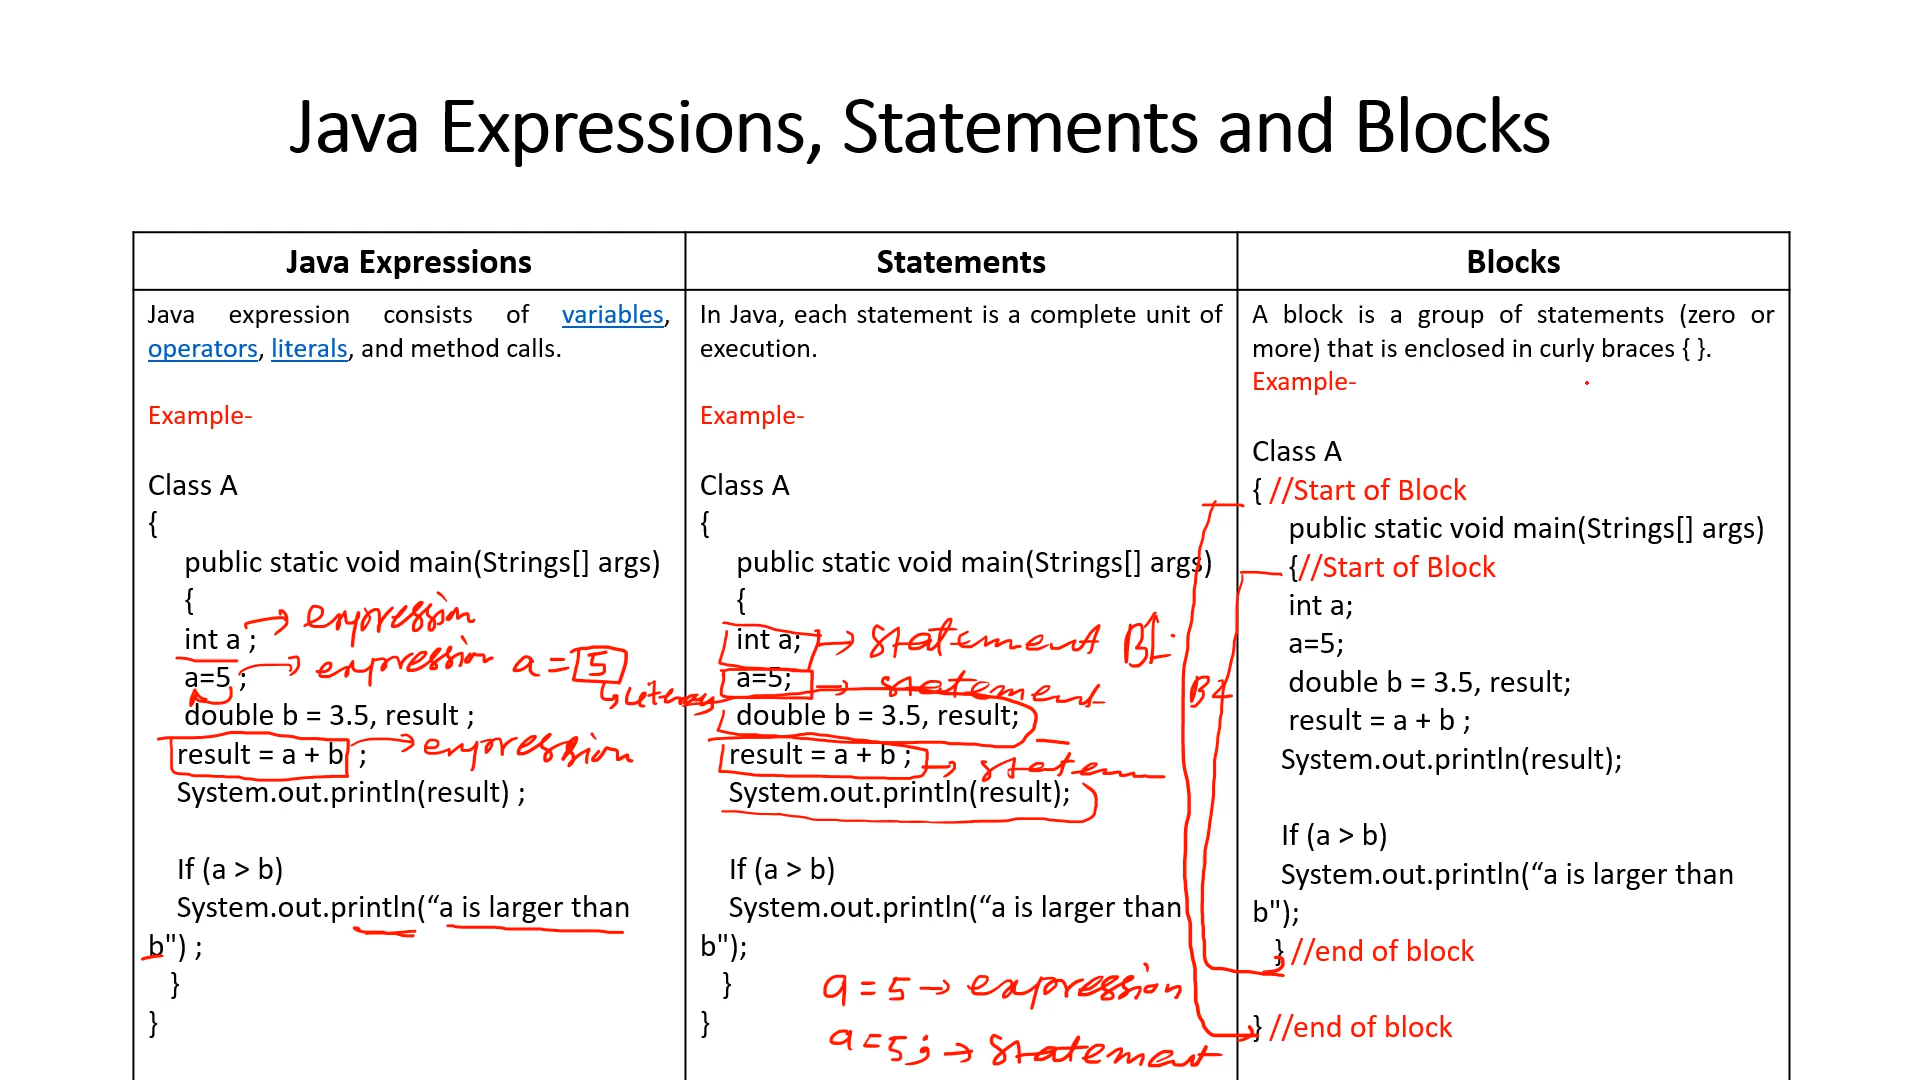 Java Expressions, Statements and Blocks
Java Expressions
Java expression consists of variables,
operators, literals, and method calls.
Example-
Class A
{
public static void main(Strings[] args)
{
int a ; → expression
a=5 ; → expression a = 5
double b = 3.5, result ;
result = a + b ; → expression
System.out.println(result) ;
If (a > b)
System.out.println(“a is larger than
b") ;
}
}
Statements
In Java, each statement is a complete unit of
execution.
Example-
Class A
{
public static void main(Strings[] args)
{
int a; → statement
a=5; → statement
double b = 3.5, result;
result = a + b ; → statem
System.out.println(result);
If (a > b)
System.out.println(“a is larger than
b");
}
}
a = 5 → expression
a = 5; → statement
Blocks
A block is a group of statements (zero or
more) that is enclosed in curly braces { }.
Example-
Class A
{ //Start of Block
public static void main(Strings[] args)
{//Start of Block
int a;
a=5;
double b = 3.5, result;
result = a + b ;
System.out.println(result);
If (a > b)
System.out.println(“a is larger than
b");
} //end of block
} //end of block
B1
B2